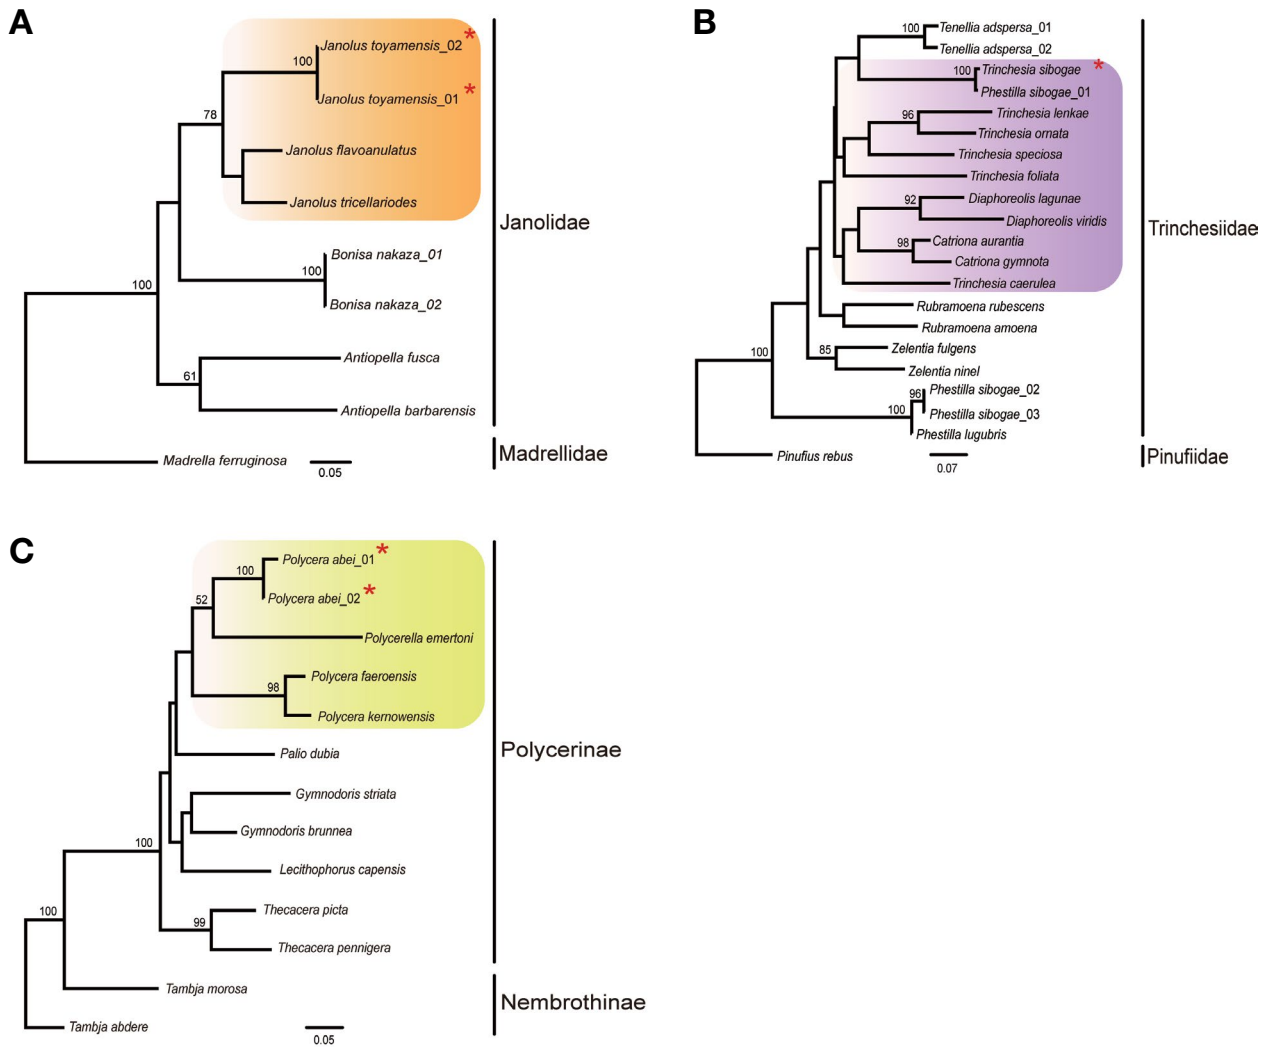 A
Janolus toyamensis_02 *
100
Janolus toyamensis_01 *
78
Janolus flavoanulatus
Janolus tricellariodes
Janolidae
Bonisa nakaza_01
100
100
Bonisa nakaza_02
Antiopella fusca
61
Antiopella barbarensis
Madrella ferruginosa
Madrellidae
0.05
B
100
Tenellia adspersa_01
Tenellia adspersa_02
100
Trinchesia sibogae *
Phestilla sibogae_01
96
Trinchesia lenkae
Trinchesia ornata
Trinchesia speciosa
Trinchesia foliata
92
Diaphoreolis lagunae
Diaphoreolis viridis
Trinchesiidae
98
Catriona aurantia
Catriona gymnota
Trinchesia caerulea
Rubramoena rubescens
Rubramoena amoena
100
85
Zelentia fulgens
Zelentia ninel
96
Phestilla sibogae_02
100
Phestilla sibogae_03
Phestilla lugubris
Pinufius rebus
Pinufiidae
0.07
C
Polycera abei_01 *
100
Polycera abei_02 *
52
Polycerella emertoni
Polycera faeroensis
98
Polycera kernowensis
Polycerinae
Palio dubia
Gymnodoris striata
Gymnodoris brunnea
100
Lecithophorus capensis
Thecacera picta
100
99
Thecacera pennigera
Tambja morosa
Nembrothinae
Tambja abdere
0.05